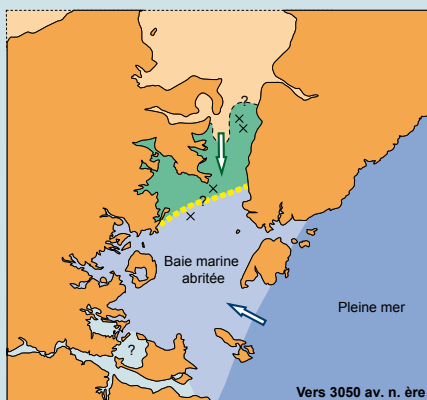 ?
?
Baie marine
abritée
Pleine mer
?
Vers 3050 av. n. ère